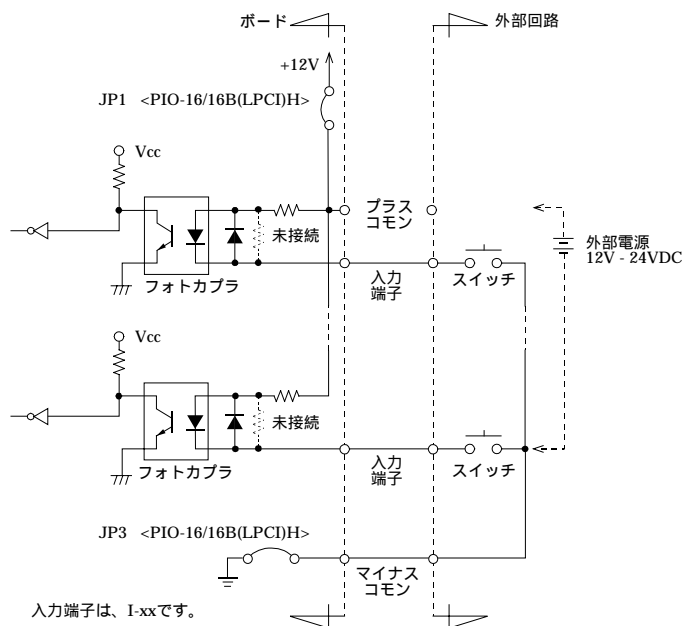 ボード
外部回路
+12V
JP1 <PIO-16/16B(LPCI)H>
Vcc
プラス
コモン
未接続
外部電源
12V - 24VDC
フォトカプラ
入力
端子
スイッチ
Vcc
未接続
フォトカプラ
入力
端子
スイッチ
JP3 <PIO-16/16B(LPCI)H>
マイナス
コモン
入力端子は、I-xxです。